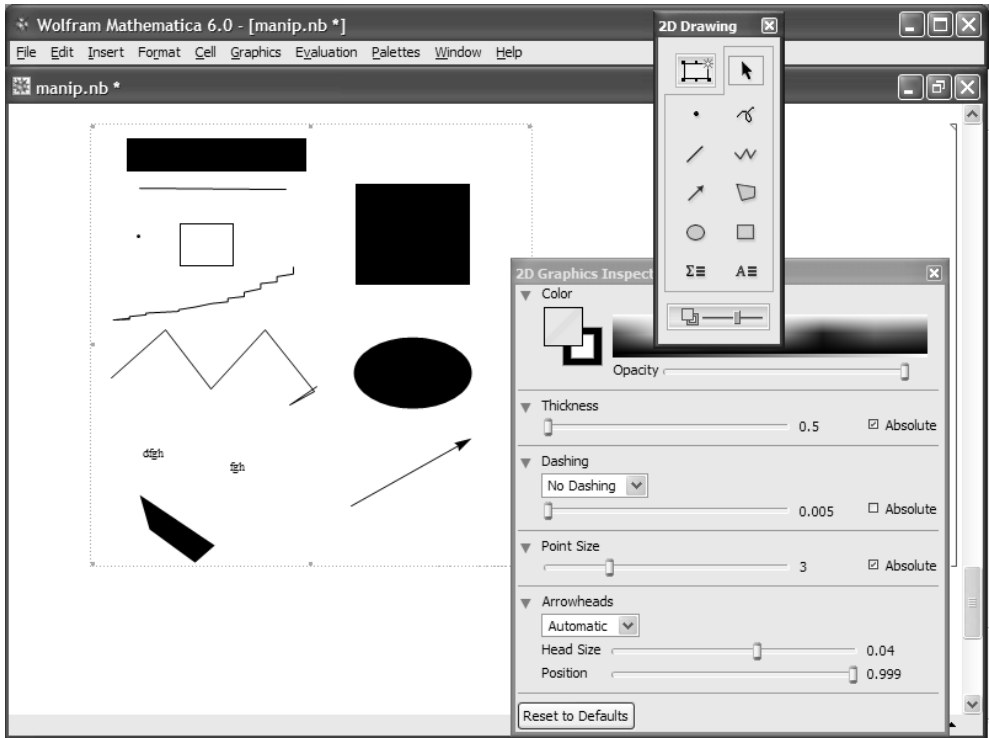 Wolfram Mathematica 6.0 - [manip.nb *]
File Edit Insert Format Cell Graphics Evaluation Palettes Window Help
manip.nb *
2D Drawing
Σ A
dfgh
fgh
2D Graphics Inspect
Color
Opacity
Thickness
0.5 Absolute
Dashing
No Dashing
0.005 Absolute
Point Size
3 Absolute
Arrowheads
Automatic
Head Size 0.04
Position 0.999
Reset to Defaults